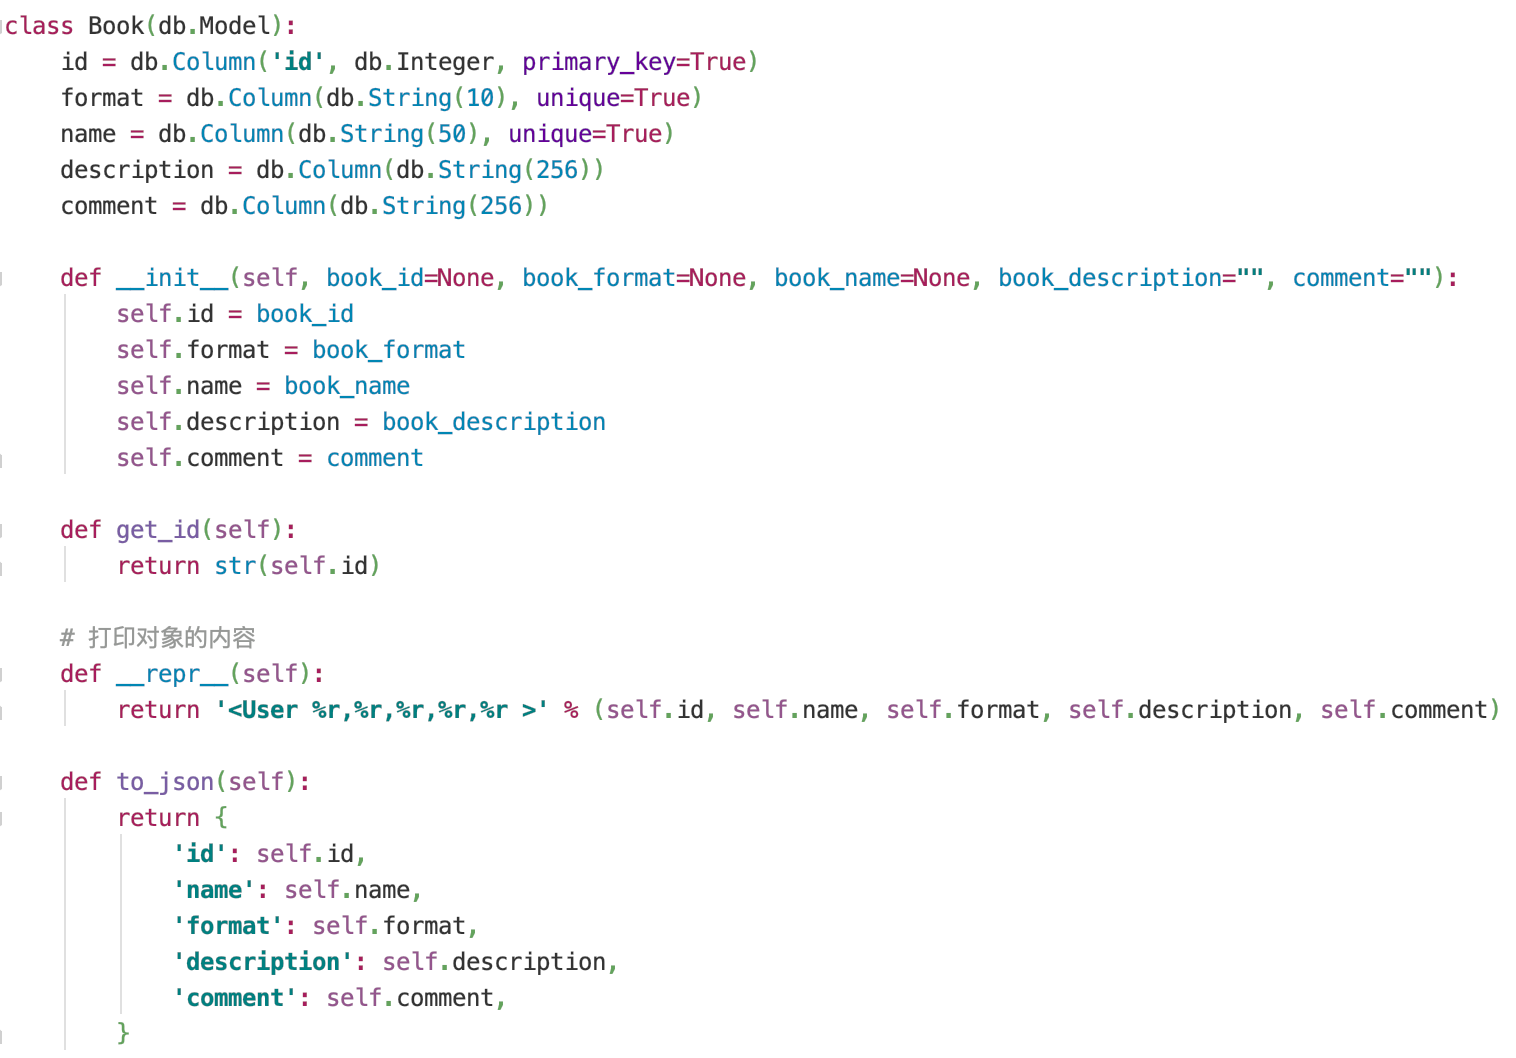 class Book(db.Model):
    id = db.Column('id', db.Integer, primary_key=True)
    format = db.Column(db.String(10), unique=True)
    name = db.Column(db.String(50), unique=True)
    description = db.Column(db.String(256))
    comment = db.Column(db.String(256))

    def __init__(self, book_id=None, book_format=None, book_name=None, book_description="", comment=""):
        self.id = book_id
        self.format = book_format
        self.name = book_name
        self.description = book_description
        self.comment = comment

    def get_id(self):
        return str(self.id)

    # 打印对象的内容
    def __repr__(self):
        return '<User %r,%r,%r,%r,%r >' % (self.id, self.name, self.format, self.description, self.comment)

    def to_json(self):
        return {
            'id': self.id,
            'name': self.name,
            'format': self.format,
            'description': self.description,
            'comment': self.comment,
        }